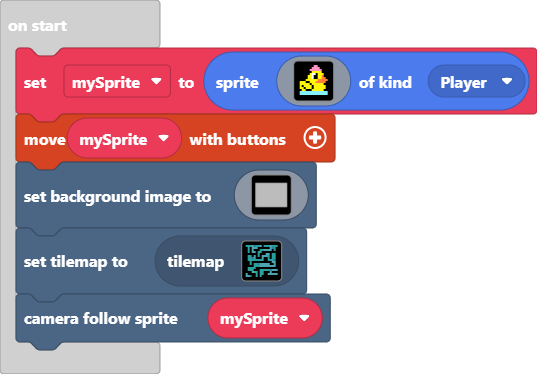 on start
set mySprite to sprite of kind Player
move mySprite with buttons
set background image to
set tilemap to tilemap
camera follow sprite mySprite